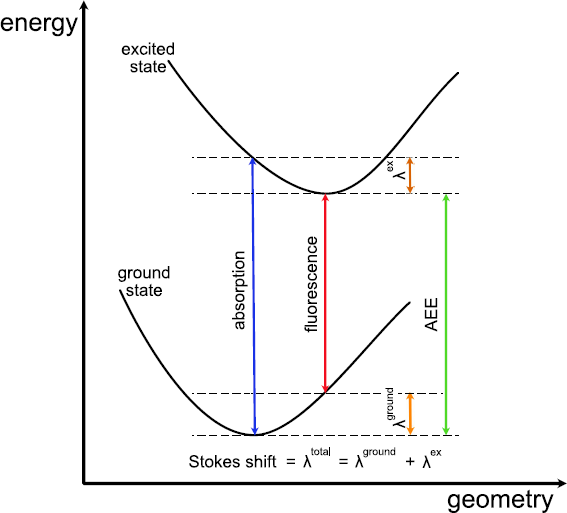 energy
excited
state
λex
ground
state
absorption
fluorescence
AEE
λground
Stokes shift = λtotal = λground + λex
geometry